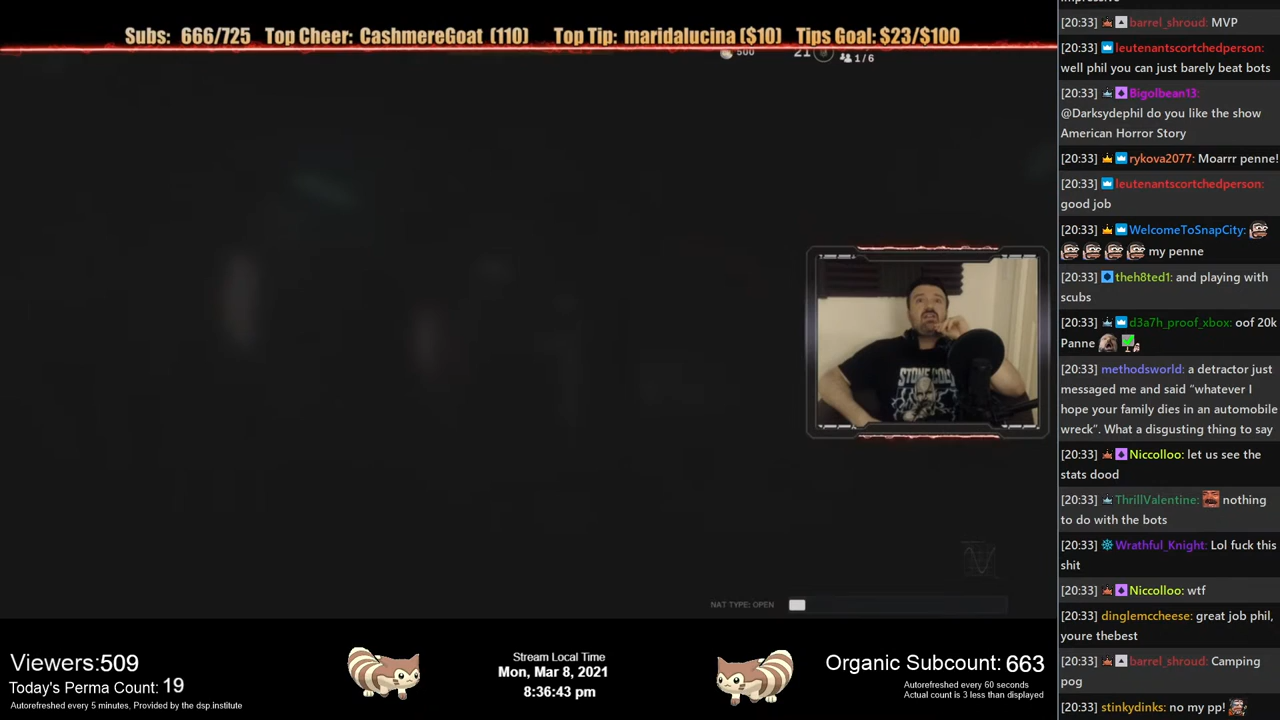 Subs: 666/725 Top Cheer: CashmereGoat (110) Top Tip: maridalucina ($10) Tips Goal: $23/$100
500 21 1/6
STONE COLD
NAT TYPE: OPEN
Viewers:509
Today's Perma Count: 19
Autorefreshed every 5 minutes, Provided by the dsp.institute
Stream Local Time
Mon, Mar 8, 2021
8:36:43 pm
Organic Subcount: 663
Autorefreshed every 60 seconds
Actual count is 3 less than displayed
[20:33] barrel_shroud: MVP
[20:33] leutenantscortchedperson:
well phil you can just barely beat bots
[20:33] Bigolbean13:
@Darksydephil do you like the show
American Horror Story
[20:33] rykova2077: Moarrr penne!
[20:33] leutenantscortchedperson:
good job
[20:33] WelcomeToSnapCity:
my penne
[20:33] theh8ted1: and playing with
scubs
[20:33] d3a7h_proof_xbox: oof 20k
Panne
[20:33] methodsworld: a detractor just
messaged me and said “whatever I
hope your family dies in an automobile
wreck”. What a disgusting thing to say
[20:33] Niccolloo: let us see the
stats dood
[20:33] ThrillValentine: nothing
to do with the bots
[20:33] Wrathful_Knight: Lol fuck this
shit
[20:33] Niccolloo: wtf
[20:33] dinglemccheese: great job phil,
youre thebest
[20:33] barrel_shroud: Camping
pog
[20:33] stinkydinks: no my pp!